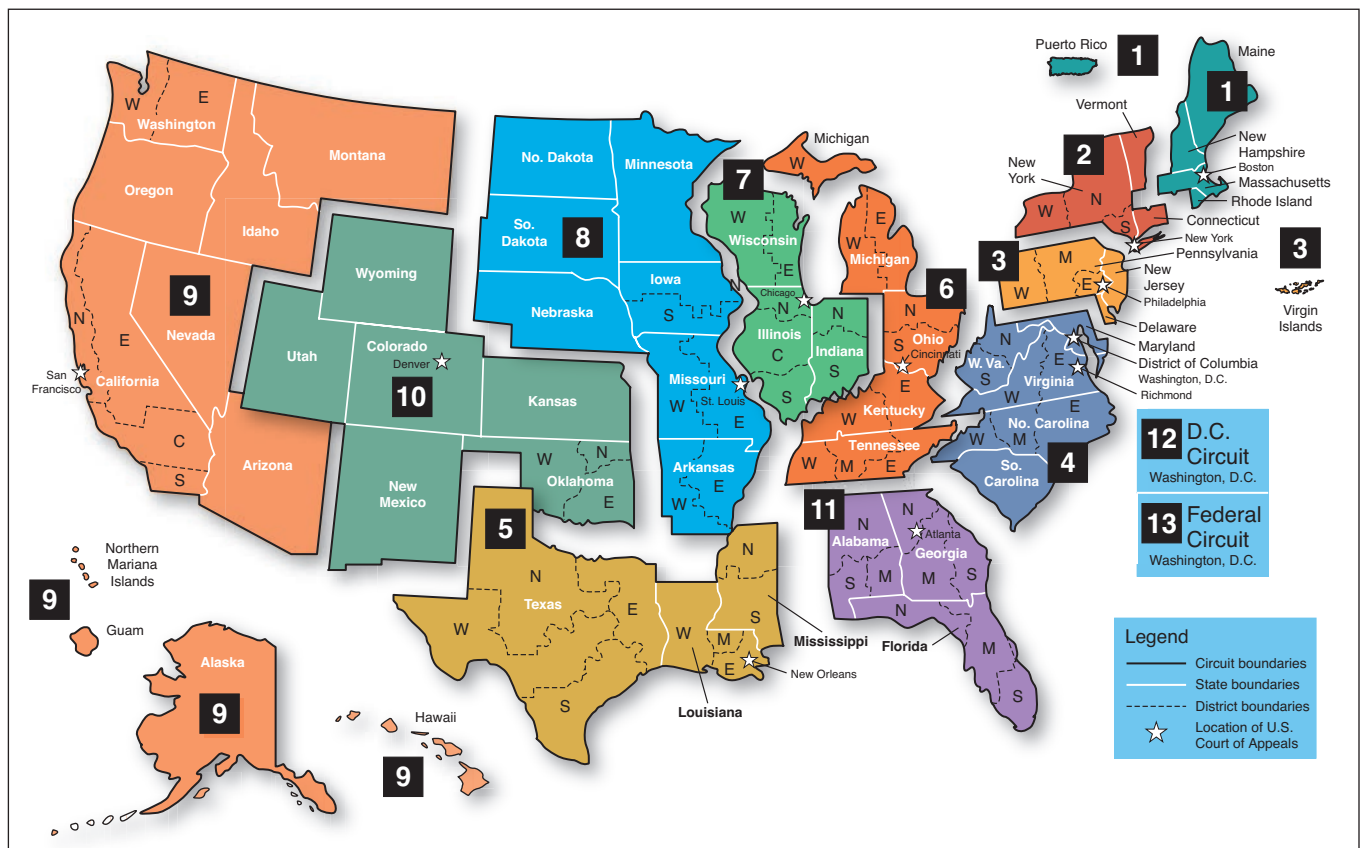 Puerto Rico
1
Maine
1
Vermont
2
New
York
N
W
S
New
Hampshire
Boston
Massachusetts
Rhode Island
Connecticut
New York
Pennsylvania
3
M
W
E
New
Jersey
Philadelphia
3
Virgin
Islands
Delaware
Maryland
District of Columbia
Washington, D.C.
Richmond
N
W. Va.
S
E
Virginia
W
E
No. Carolina
W
M
So.
Carolina
4
12
D.C.
Circuit
Washington, D.C.
13
Federal
Circuit
Washington, D.C.
W
E
Washington
Montana
Oregon
Idaho
9
Nevada
N
E
San
Francisco
California
C
S
Arizona
Wyoming
Utah
Colorado
Denver
10
Kansas
New
Mexico
W
N
Oklahoma
E
No. Dakota
Minnesota
So.
Dakota
8
Nebraska
Iowa
N
S
Missouri
St. Louis
W
E
Arkansas
E
W
7
W
Wisconsin
E
Chicago
N
Illinois
C
S
N
Indiana
S
Michigan
W
E
W
Michigan
6
N
Ohio
S
Cincinnati
E
Kentucky
W
Tennessee
W
M
E
5
N
Texas
E
W
S
N
S
Mississippi
W
M
E
New Orleans
Louisiana
11
N
Alabama
S
M
N
Atlanta
Georgia
M
S
N
Florida
M
S
Northern
Mariana
Islands
9
Guam
Alaska
9
Hawaii
9
Legend
Circuit boundaries
State boundaries
District boundaries
Location of U.S.
Court of Appeals